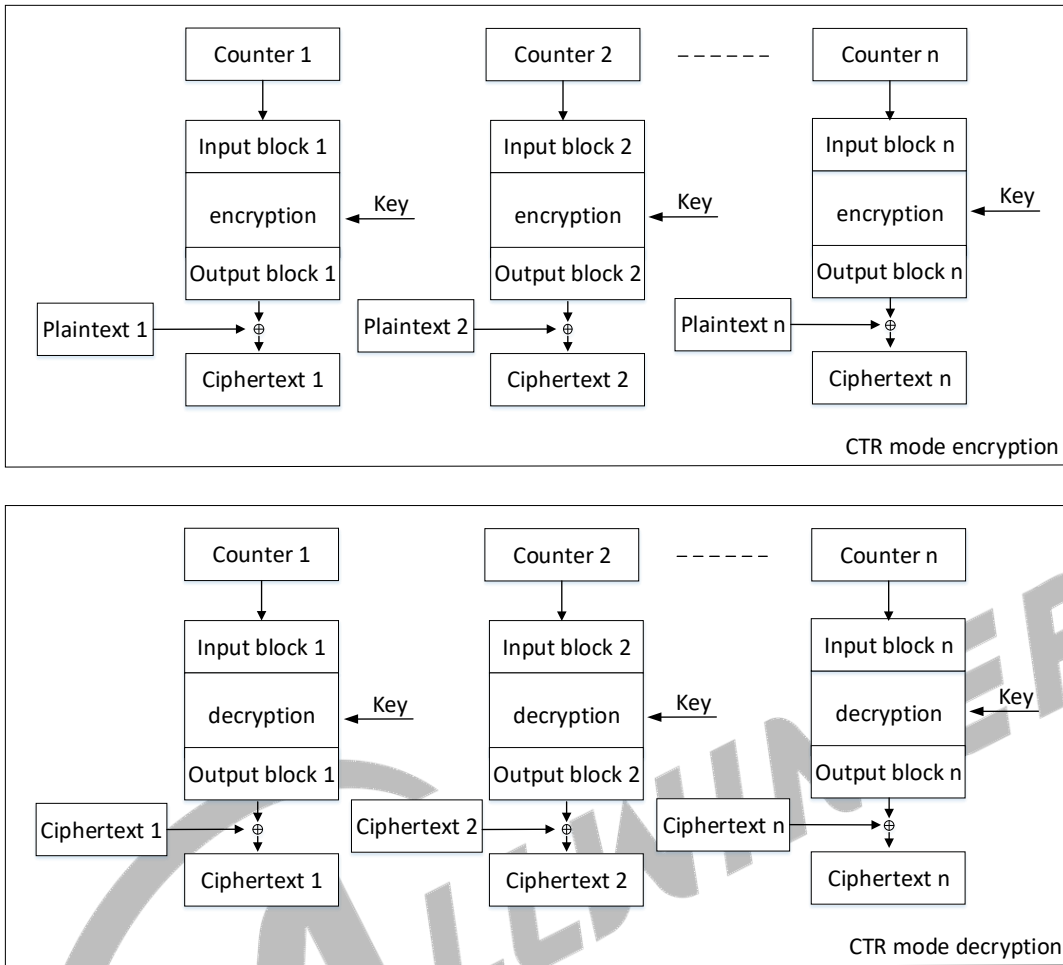 Counter 1 Counter 2 Counter n
Input block 1 Input block 2 Input block n
encryption Key encryption Key encryption Key
Output block 1 Output block 2 Output block n
Plaintext 1 Plaintext 2 Plaintext n
Ciphertext 1 Ciphertext 2 Ciphertext n
CTR mode encryption
Counter 1 Counter 2 Counter n
Input block 1 Input block 2 Input block n
decryption Key decryption Key decryption Key
Output block 1 Output block 2 Output block n
Ciphertext 1 Ciphertext 2 Ciphertext n
Ciphertext 1 Ciphertext 2 Ciphertext n
CTR mode decryption